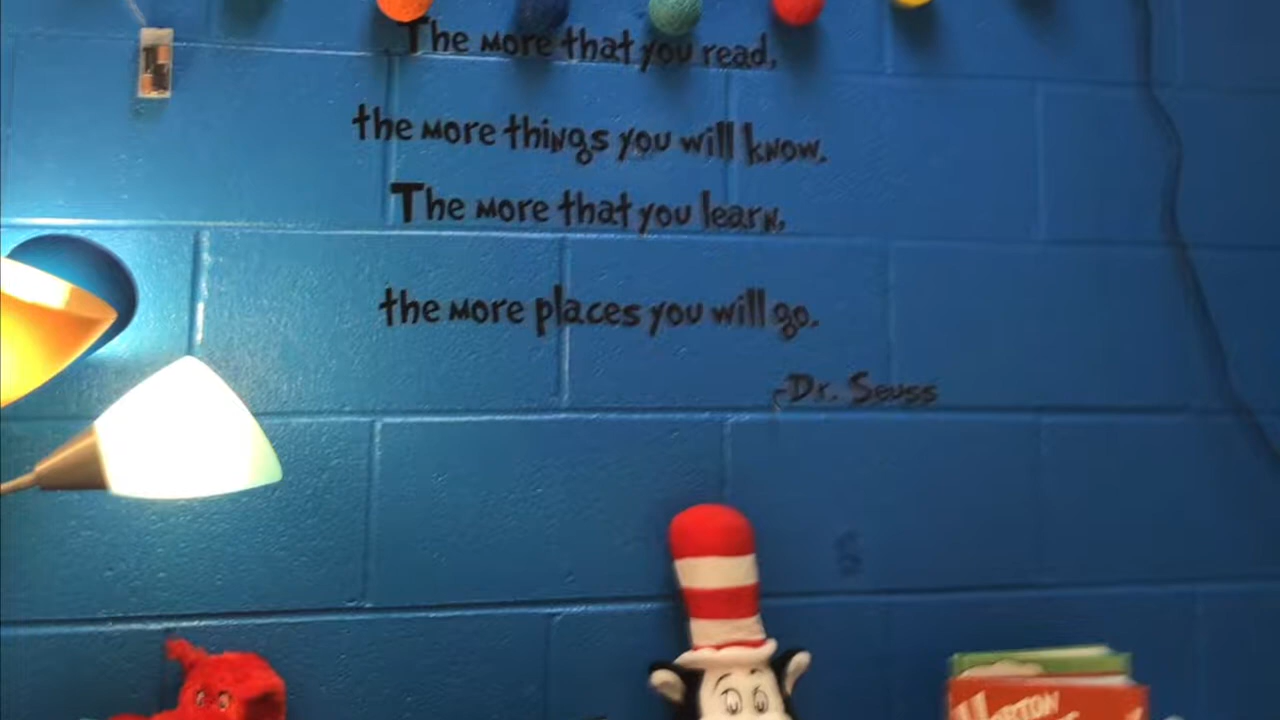 The more that you read,
the more things you will know.
The more that you learn,
the more places you will go.
-Dr. Seuss
HORTON